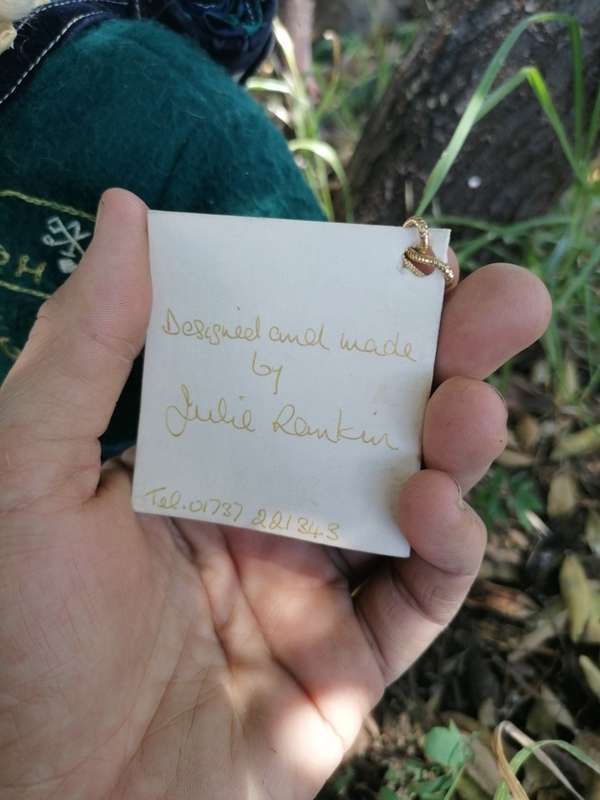 Designed and made
by
Julie Rankin
Tel. 01737 221343